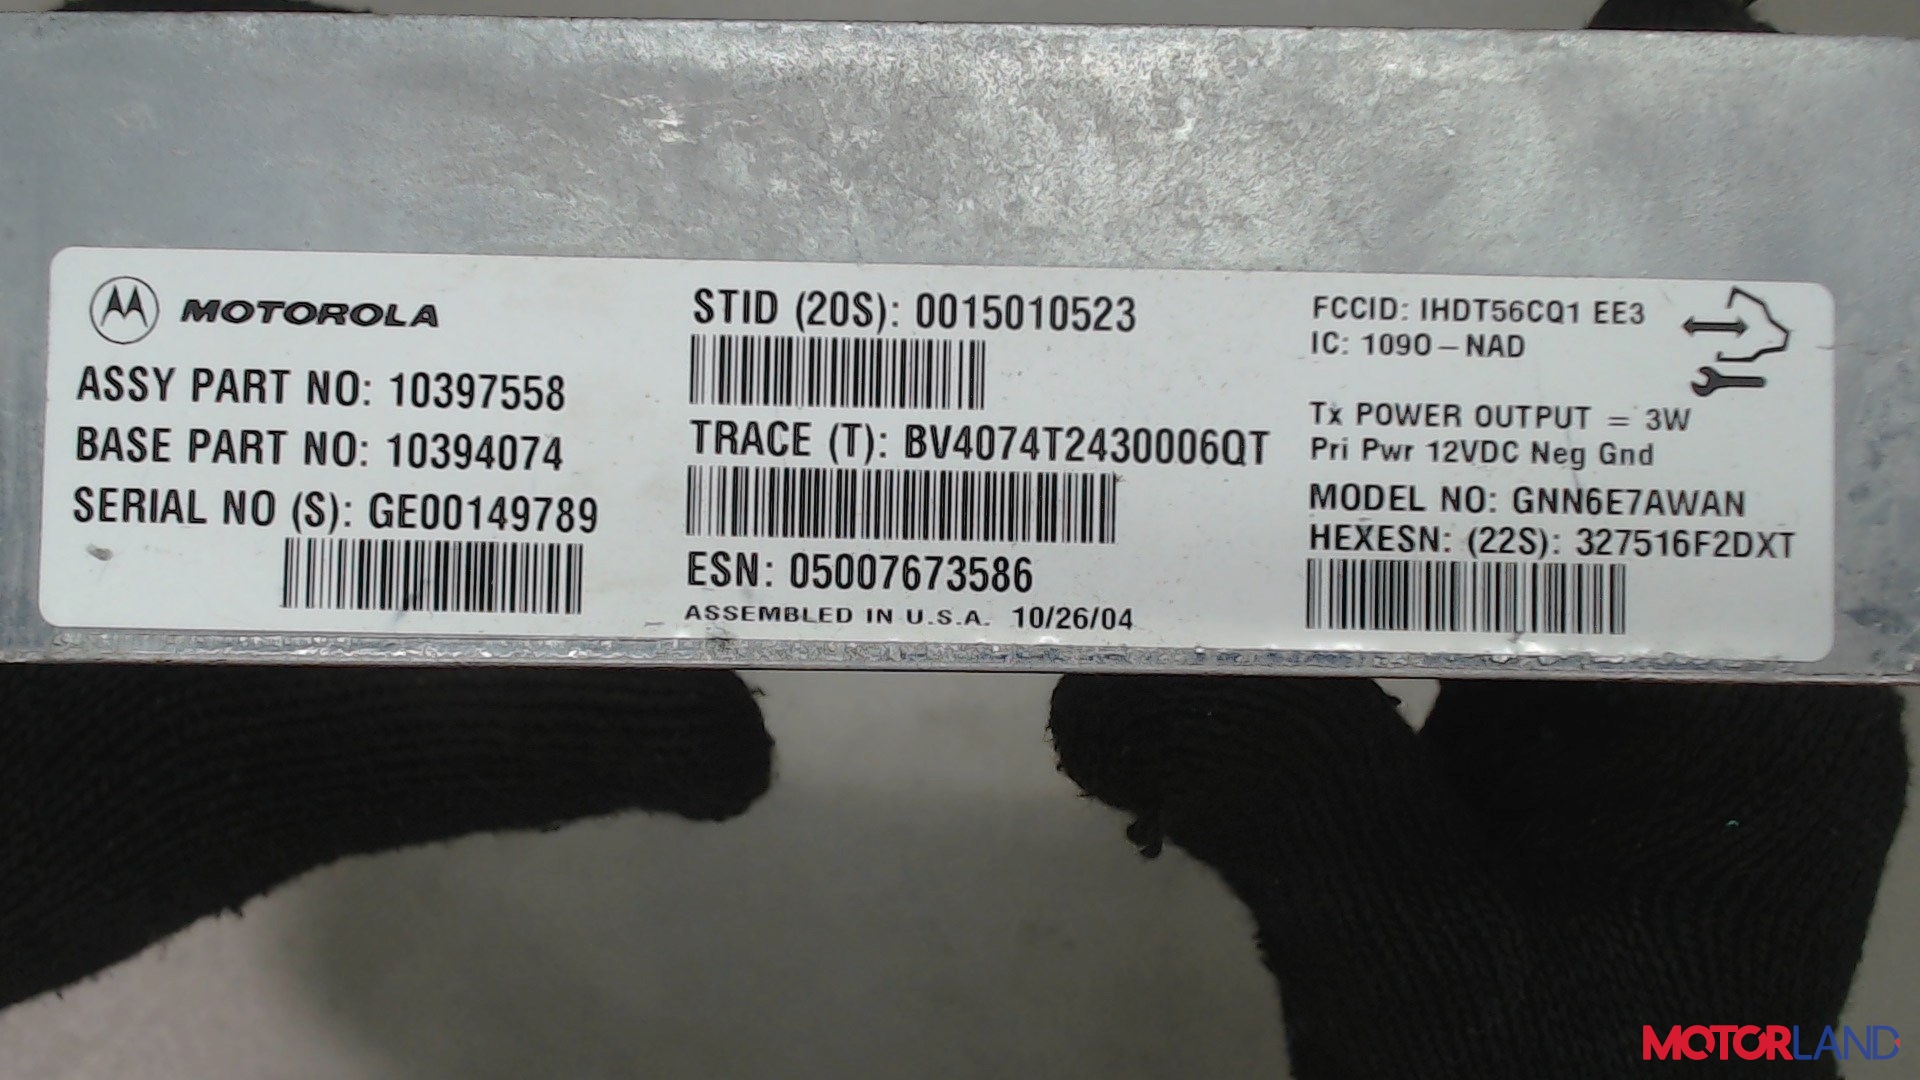 MOTOROLA
ASSY PART NO: 10397558
BASE PART NO: 10394074
SERIAL NO (S): GE00149789
STID (20S): 0015010523
TRACE (T): BV4074T2430006QT
ESN: 05007673586
ASSEMBLED IN U.S.A. 10/26/04
FCCID: IHDT56CQ1 EE3
IC: 1090-NAD
Tx POWER OUTPUT = 3W
Pri Pwr 12VDC Neg Gnd
MODEL NO: GNN6E7AWAN
HEXESN: (22S): 327516F2DXT
MOTORLAND